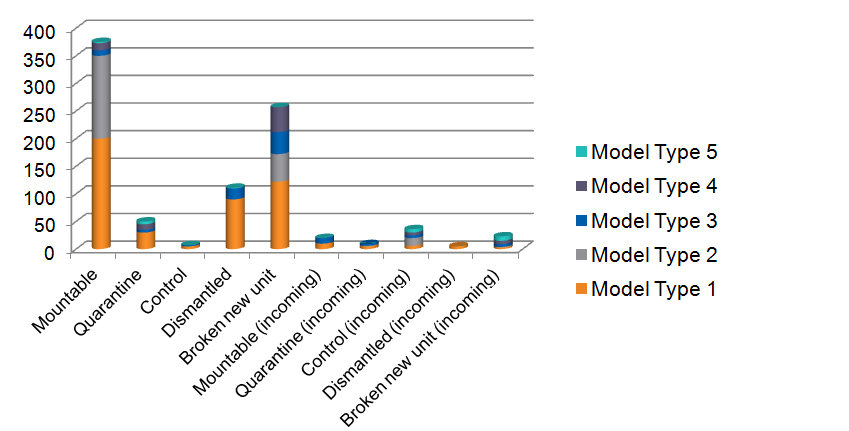 400
350
300
250
200
150
100
50
0
Mountable
Quarantine
Control
Dismantled
Broken new unit
Mountable (incoming)
Quarantine (incoming)
Control (incoming)
Dismantled (incoming)
Broken new unit (incoming)
Model Type 5
Model Type 4
Model Type 3
Model Type 2
Model Type 1